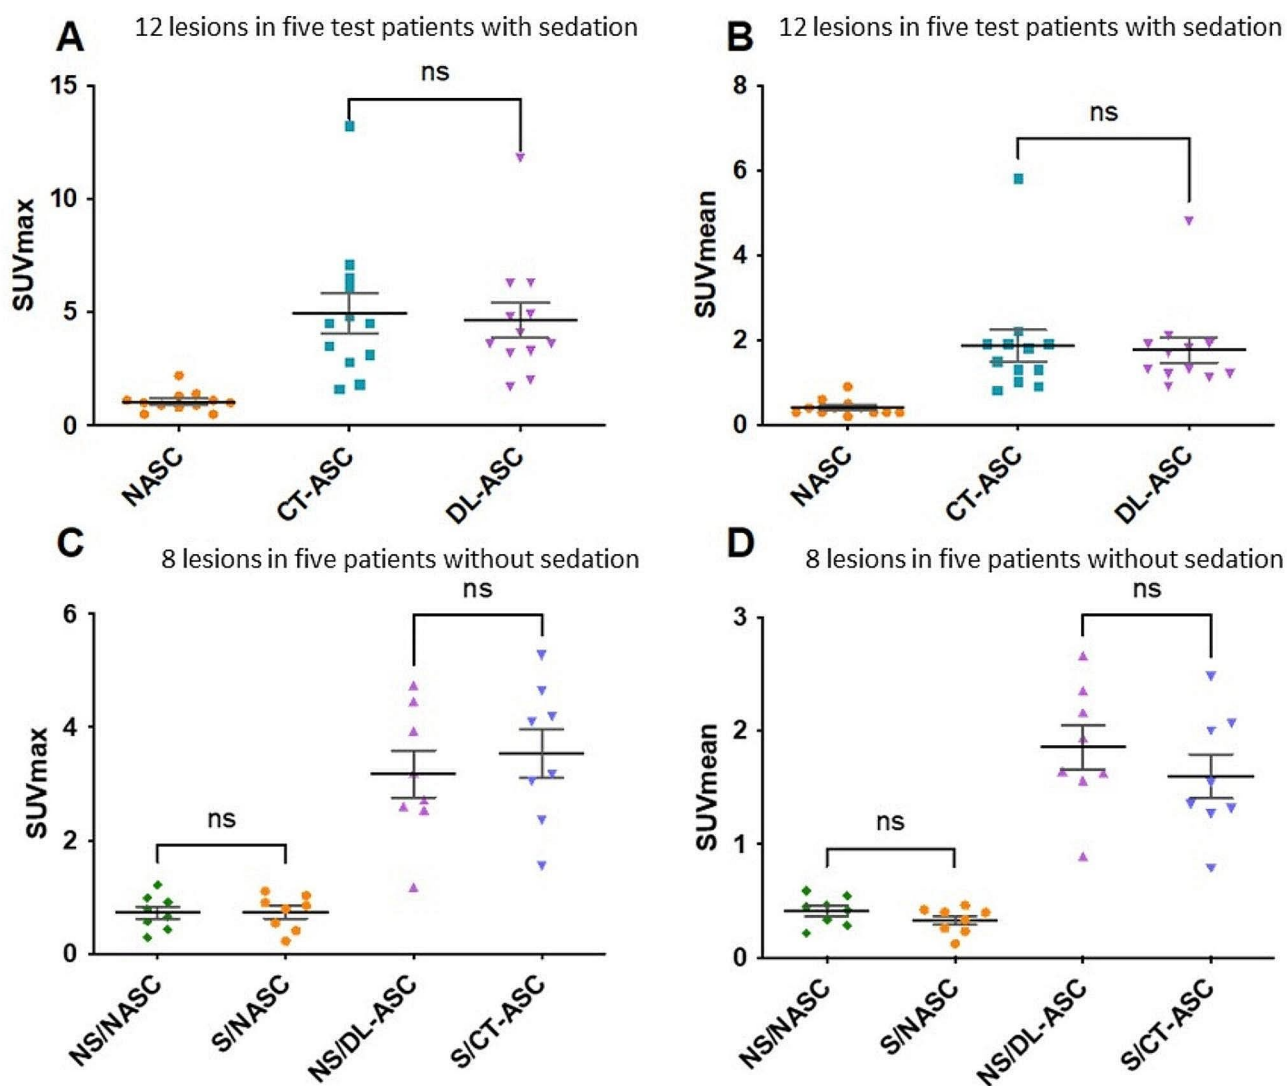 A
12 lesions in five test patients with sedation
SUVmax
15
10
5
0
ns
NASC
CT-ASC
DL-ASC
B
12 lesions in five test patients with sedation
SUVmean
8
6
4
2
0
ns
NASC
CT-ASC
DL-ASC
C
8 lesions in five patients without sedation
SUVmax
6
4
2
0
ns
ns
NS/NASC
S/NASC
NS/DL-ASC
S/CT-ASC
D
8 lesions in five patients without sedation
SUVmean
3
2
1
0
ns
ns
NS/NASC
S/NASC
NS/DL-ASC
S/CT-ASC